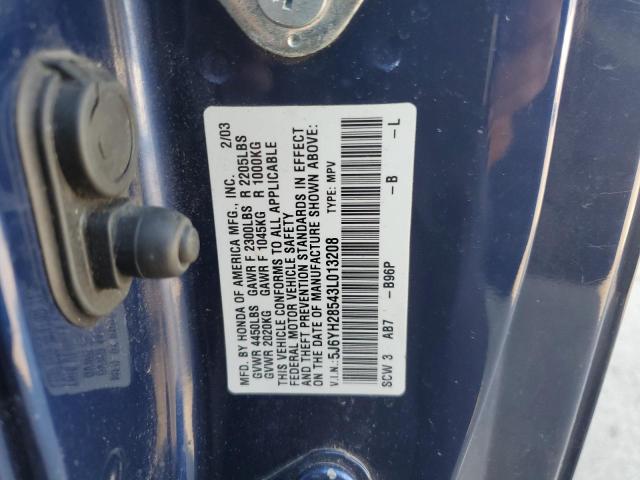 MFD. BY HONDA OF AMERICA MFG., INC. 2/03
GVWR 4450LBS GAWR F 2300LBS R 2205LBS
GVWR 2020KG GAWR F 1045KG R 1000KG
THIS VEHICLE CONFORMS TO ALL APPLICABLE
FEDERAL MOTOR VEHICLE SAFETY
AND THEFT PREVENTION STANDARDS IN EFFECT
ON THE DATE OF MANUFACTURE SHOWN ABOVE.
V.I.N.: 5J6YH28543L013208 TYPE: MPV
SCW 3 AB7 - B96P - B - L